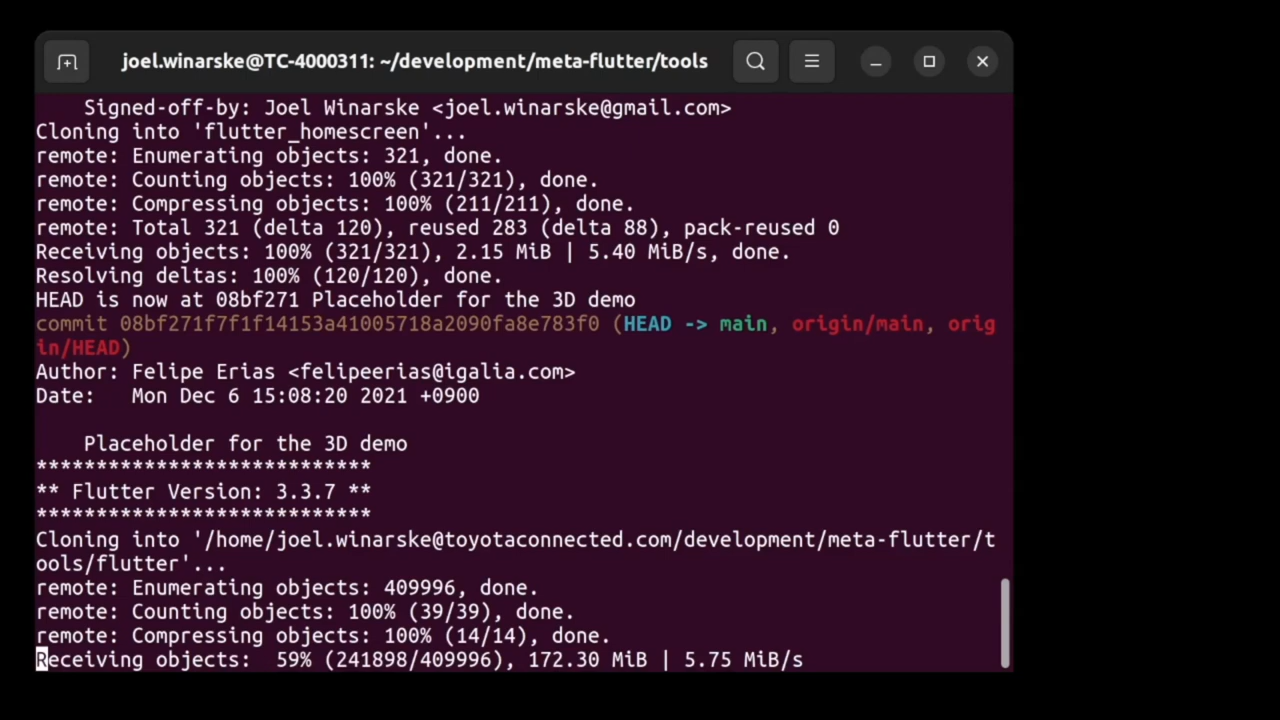 joel.winarske@TC-4000311: ~/development/meta-flutter/tools
Signed-off-by: Joel Winarske <joel.winarske@gmail.com>
Cloning into 'flutter_homescreen'...
remote: Enumerating objects: 321, done.
remote: Counting objects: 100% (321/321), done.
remote: Compressing objects: 100% (211/211), done.
remote: Total 321 (delta 120), reused 283 (delta 88), pack-reused 0
Receiving objects: 100% (321/321), 2.15 MiB | 5.40 MiB/s, done.
Resolving deltas: 100% (120/120), done.
HEAD is now at 08bf271 Placeholder for the 3D demo
commit 08bf271f7f1f14153a41005718a2090fa8e783f0 (HEAD -> main, origin/main, orig
in/HEAD)
Author: Felipe Erias <felipeerias@igalia.com>
Date:   Mon Dec 6 15:08:20 2021 +0900
Placeholder for the 3D demo
****************************
** Flutter Version: 3.3.7 **
****************************
Cloning into '/home/joel.winarske@toyotaconnected.com/development/meta-flutter/t
ools/flutter'...
remote: Enumerating objects: 409996, done.
remote: Counting objects: 100% (39/39), done.
remote: Compressing objects: 100% (14/14), done.
Receiving objects:  59% (241898/409996), 172.30 MiB | 5.75 MiB/s